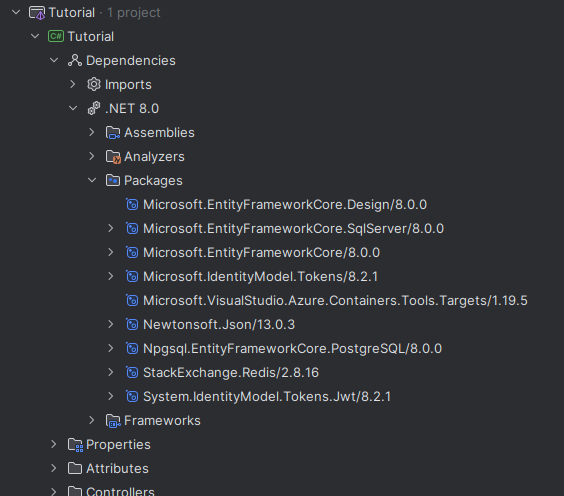 Tutorial · 1 project
C# Tutorial
Dependencies
Imports
.NET 8.0
Assemblies
Analyzers
Packages
Microsoft.EntityFrameworkCore.Design/8.0.0
Microsoft.EntityFrameworkCore.SqlServer/8.0.0
Microsoft.EntityFrameworkCore/8.0.0
Microsoft.IdentityModel.Tokens/8.2.1
Microsoft.VisualStudio.Azure.Containers.Tools.Targets/1.19.5
Newtonsoft.Json/13.0.3
Npgsql.EntityFrameworkCore.PostgreSQL/8.0.0
StackExchange.Redis/2.8.16
System.IdentityModel.Tokens.Jwt/8.2.1
Frameworks
Properties
Attributes
Controllers